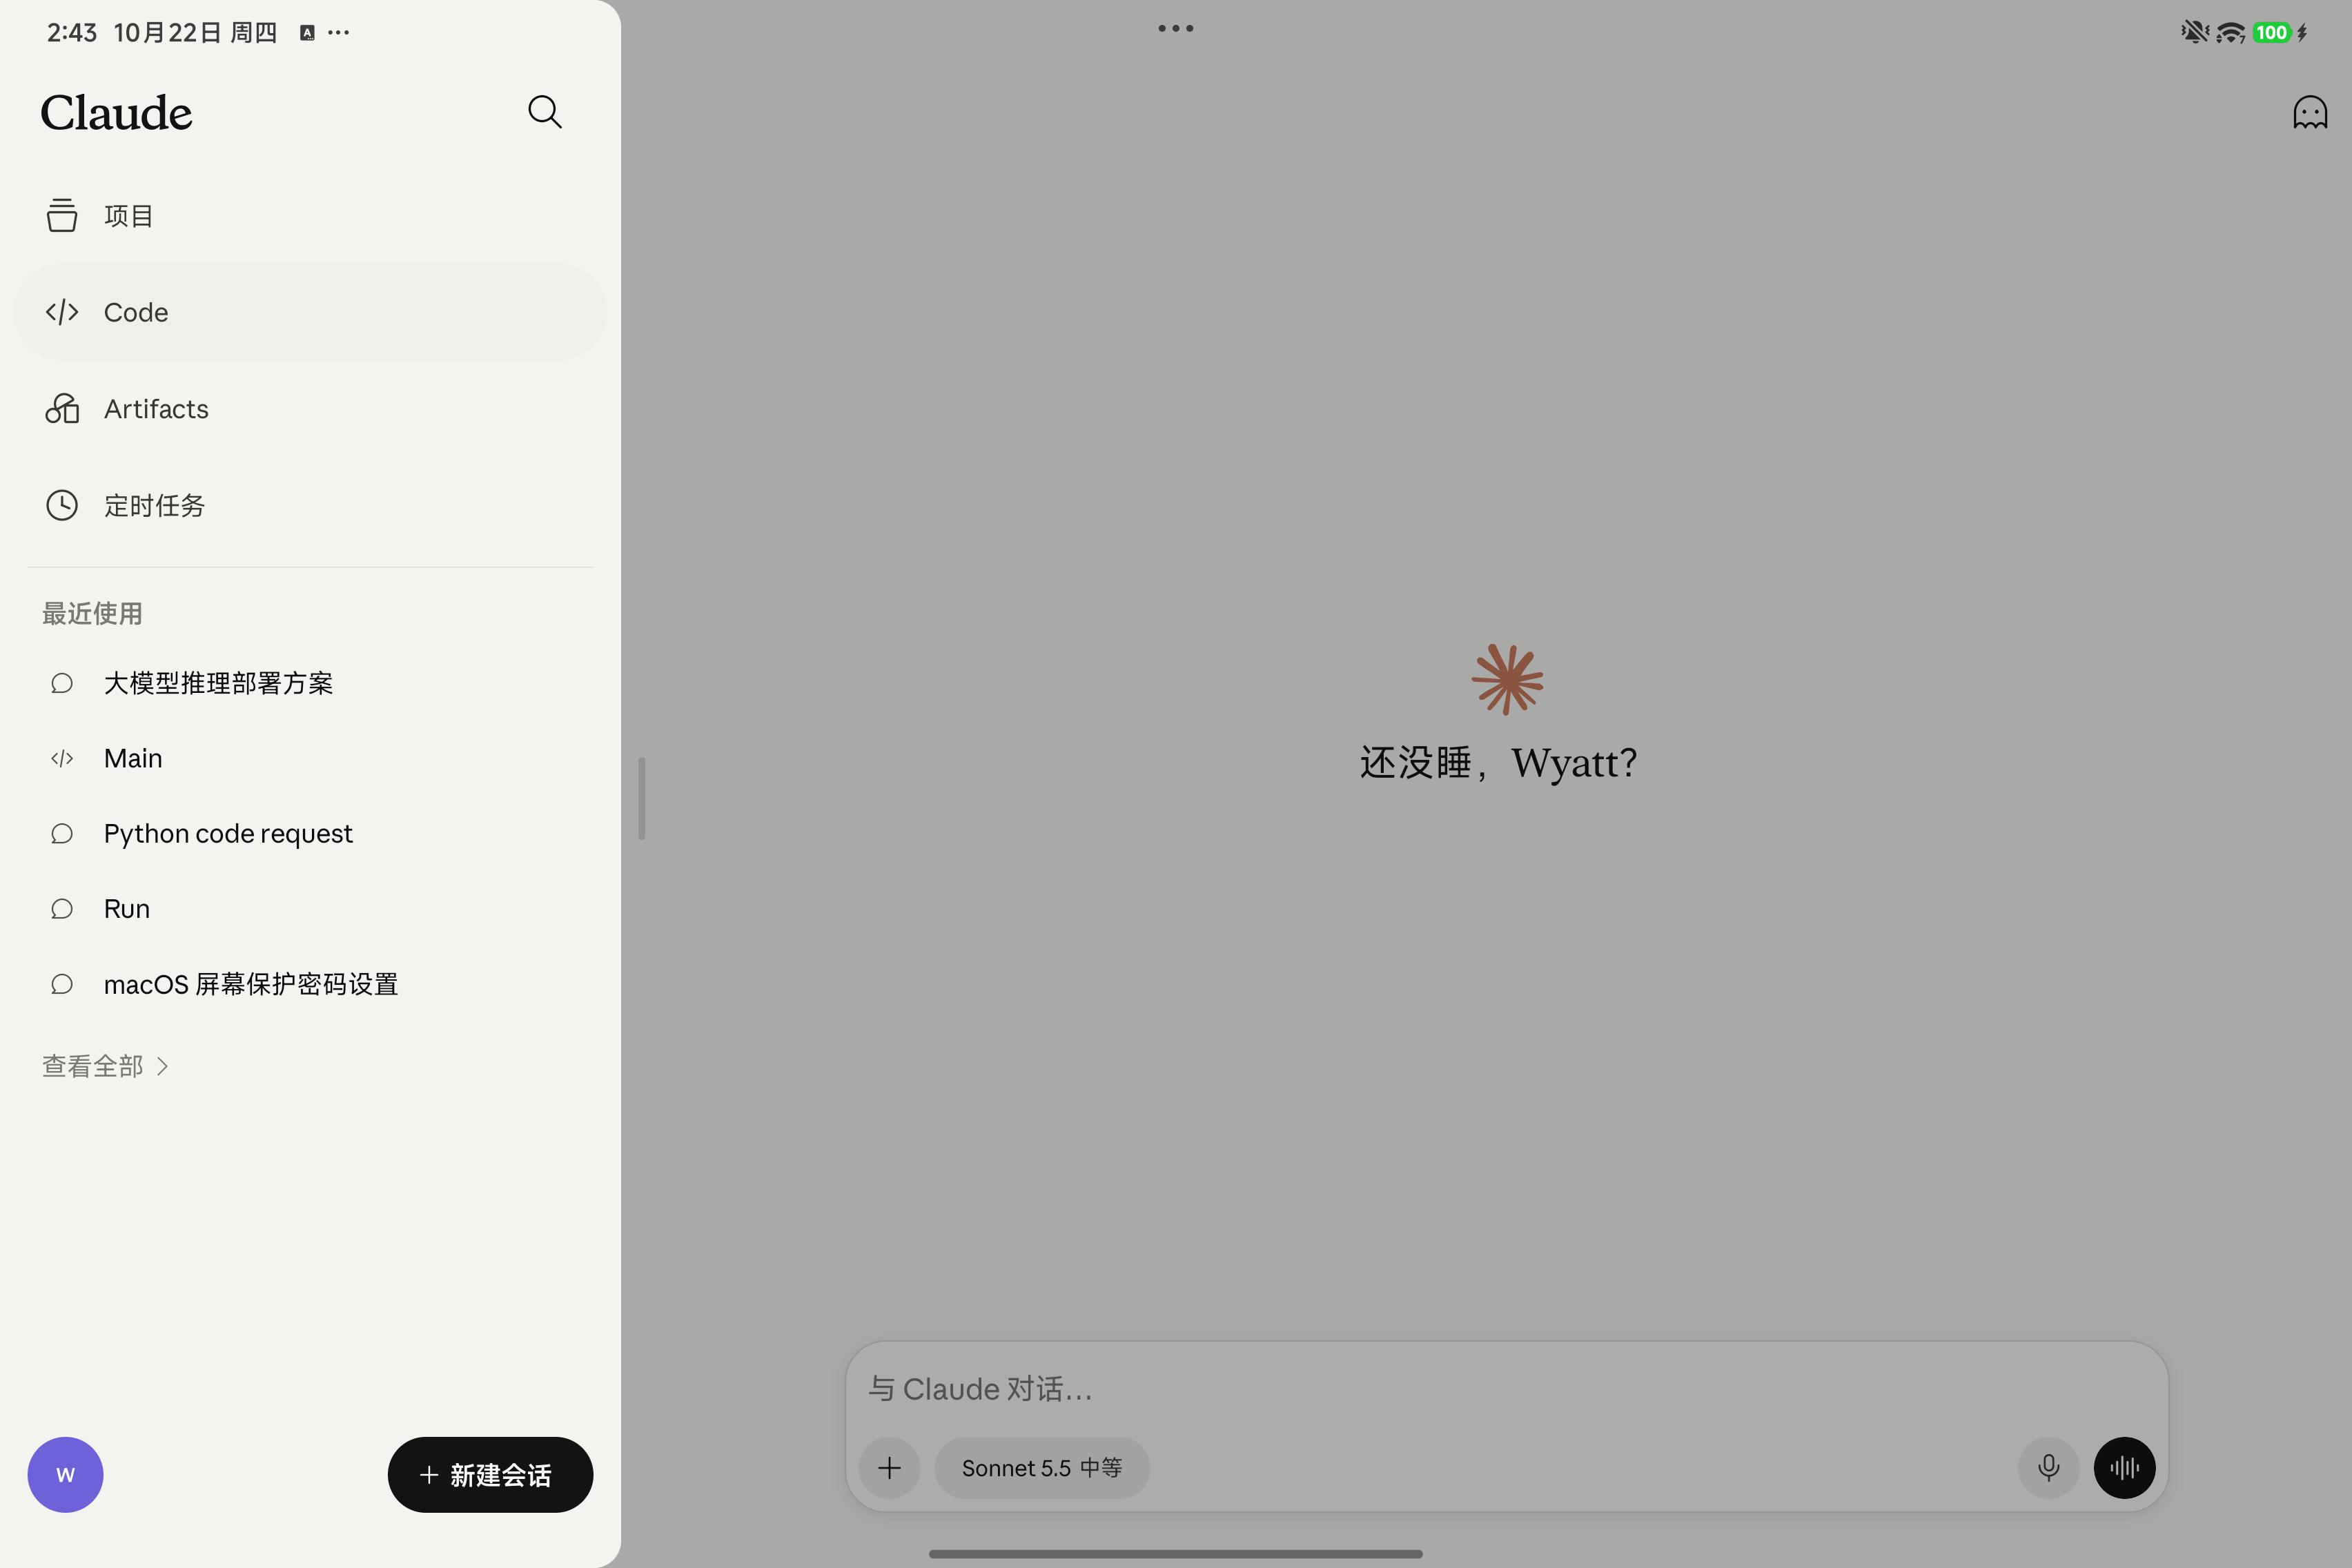 2:43 10月22日 周四
100
Claude
项目
Code
Artifacts
定时任务
最近使用
大模型推理部署方案
Main
Python code request
Run
macOS 屏幕保护密码设置
查看全部
W
+ 新建会话
还没睡，Wyatt？
与 Claude 对话...
Sonnet 5.5 中等